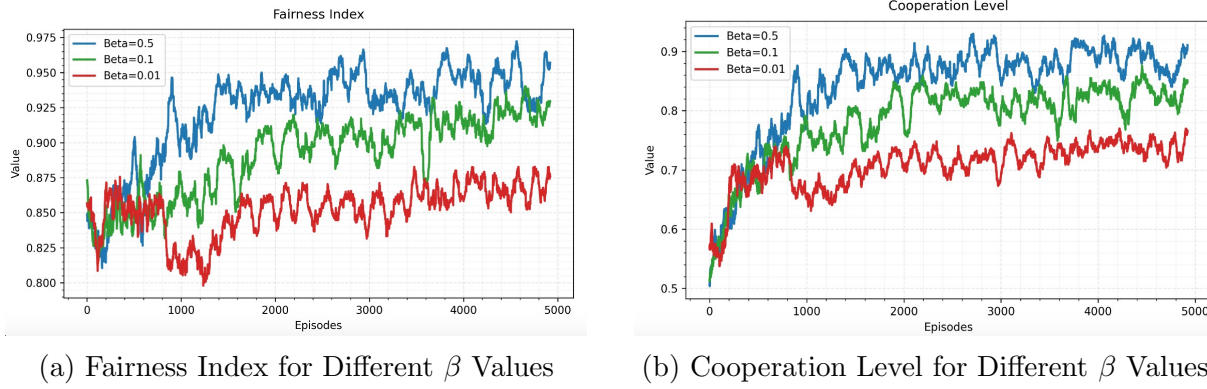 Fairness Index
0.975
0.950
0.925
0.900
0.875
0.850
0.825
0.800
Value
Beta=0.5
Beta=0.1
Beta=0.01
0 1000 2000 3000 4000 5000
Episodes
(a) Fairness Index for Different β Values
Cooperation Level
0.9
0.8
0.7
0.6
0.5
Value
Beta=0.5
Beta=0.1
Beta=0.01
0 1000 2000 3000 4000 5000
Episodes
(b) Cooperation Level for Different β Values